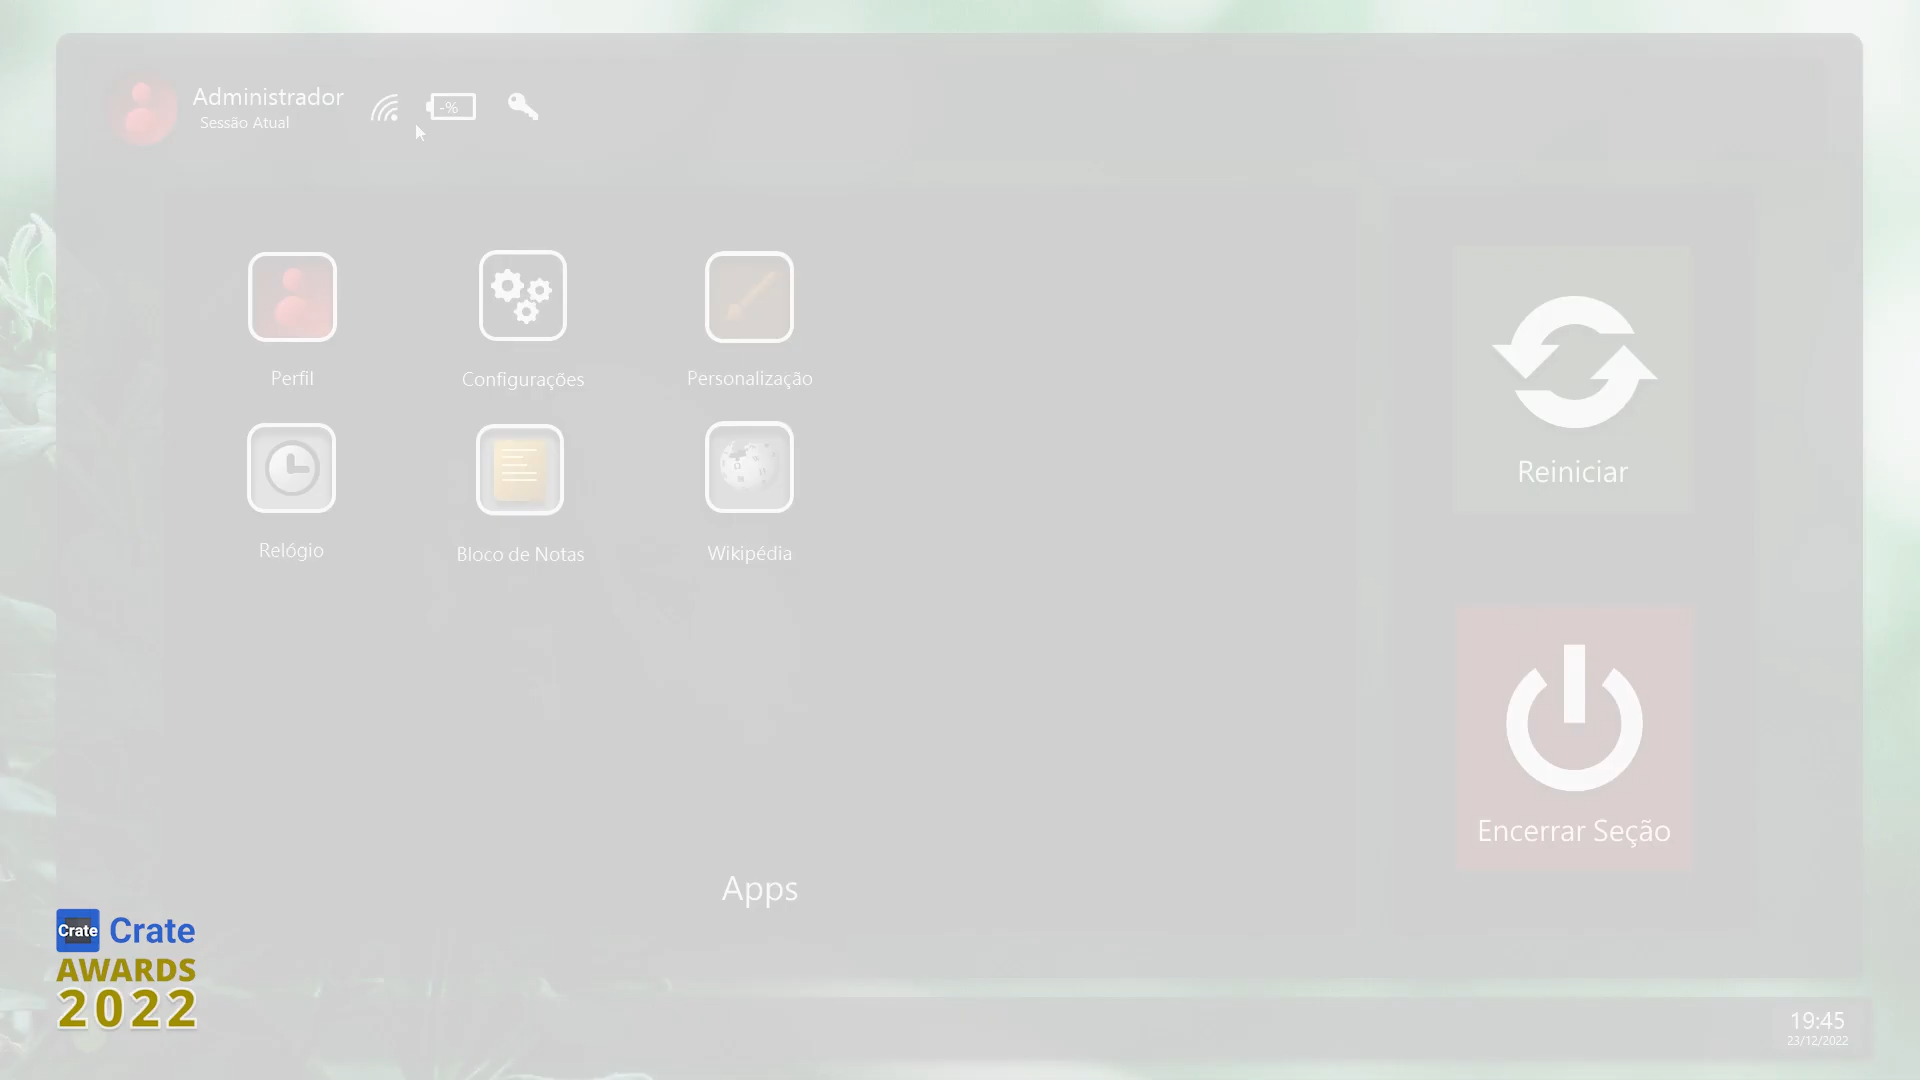 Administrador
Sessão Atual
-%
Perfil
Configurações
Personalização
Relógio
Bloco de Notas
Wikipédia
Apps
Reiniciar
Encerrar Seção
Crate Crate
AWARDS
2022
19:45
23/12/2022